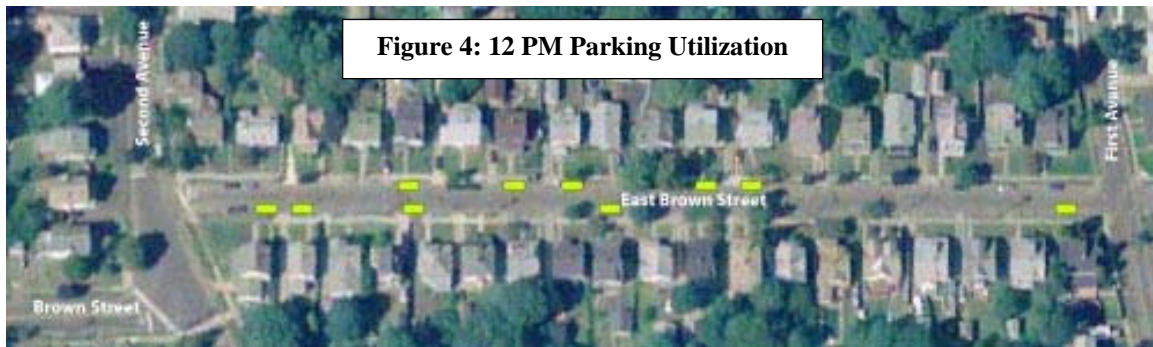 Figure 4: 12 PM Parking Utilization
Second Avenue
First Avenue
East Brown Street
Brown Street